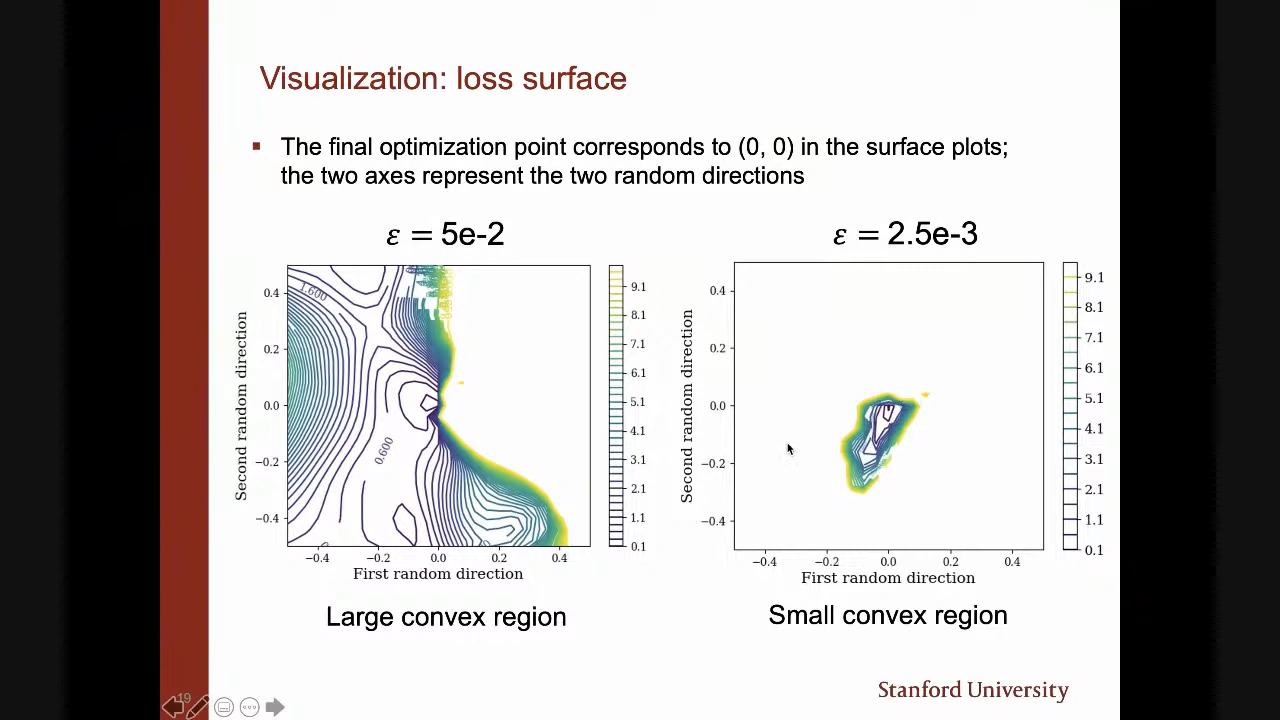 Visualization: loss surface
▪ The final optimization point corresponds to (0, 0) in the surface plots;
the two axes represent the two random directions
ε = 5e-2
1.600
0.600
0.4
0.2
0.0
−0.2
−0.4
Second random direction
−0.4 −0.2 0.0 0.2 0.4
First random direction
9.1
8.1
7.1
6.1
5.1
4.1
3.1
2.1
1.1
0.1
Large convex region
ε = 2.5e-3
0.4
0.2
0.0
−0.2
−0.4
Second random direction
−0.4 −0.2 0.0 0.2 0.4
First random direction
9.1
8.1
7.1
6.1
5.1
4.1
3.1
2.1
1.1
0.1
Small convex region
19
Stanford University